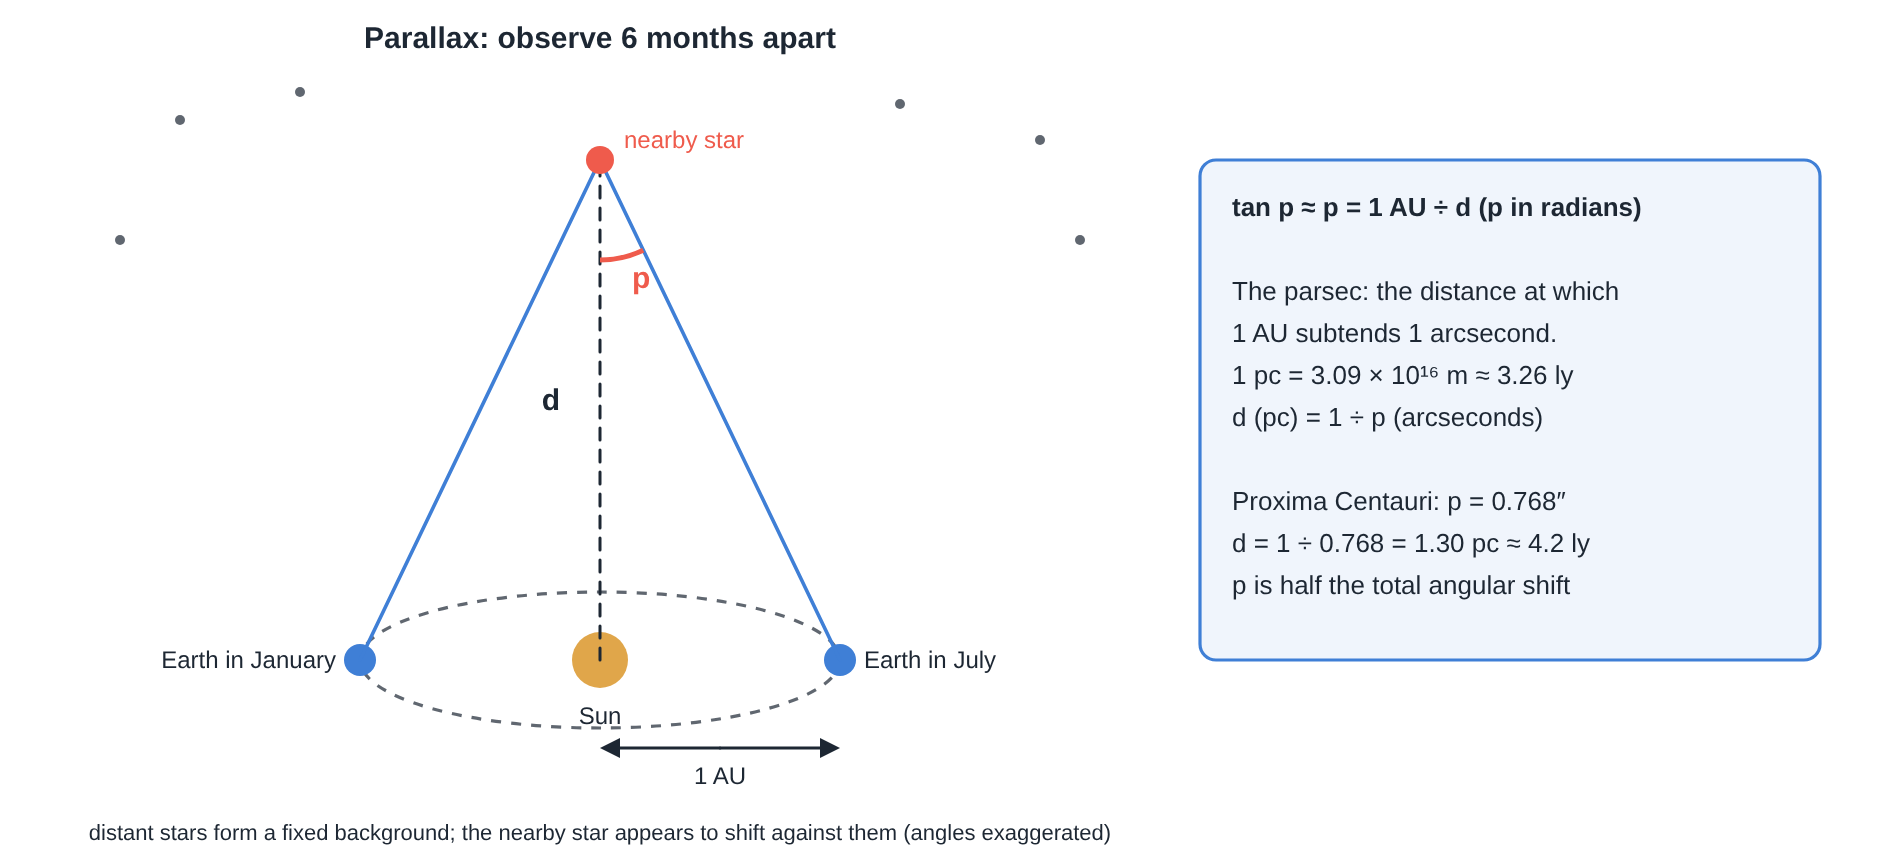 Parallax: observe 6 months apart
nearby star
p
d
Earth in January
Earth in July
Sun
1 AU
distant stars form a fixed background; the nearby star appears to shift against them (angles exaggerated)
tan p ≈ p = 1 AU ÷ d (p in radians)
The parsec: the distance at which
1 AU subtends 1 arcsecond.
1 pc = 3.09 × 10¹⁶ m ≈ 3.26 ly
d (pc) = 1 ÷ p (arcseconds)
Proxima Centauri: p = 0.768″
d = 1 ÷ 0.768 = 1.30 pc ≈ 4.2 ly
p is half the total angular shift